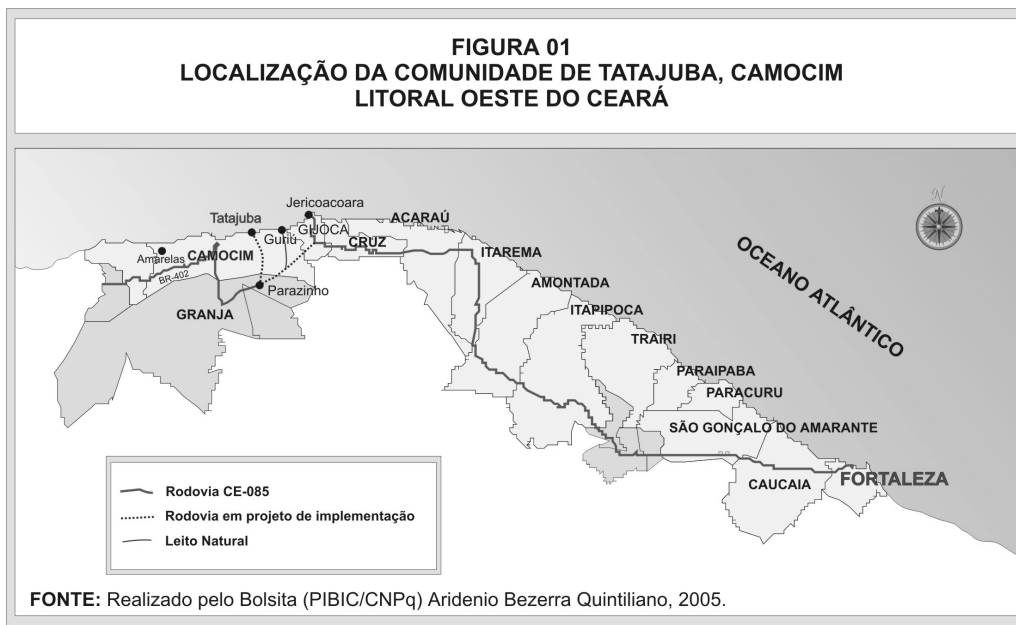 FIGURA 01
LOCALIZAÇÃO DA COMUNIDADE DE TATAJUBA, CAMOCIM
LITORAL OESTE DO CEARÁ
N
Jericoacoara
Tatajuba
ACARAÚ
GIJOCA
Guriú
CRUZ
OCEANO ATLÂNTICO
Amarelas
CAMOCIM
ITAREMA
BR-402
AMONTADA
Parazinho
GRANJA
ITAPIPOCA
TRAIRI
PARAIPABA
PARACURU
SÃO GONÇALO DO AMARANTE
CAUCAIA
FORTALEZA
Rodovia CE-085
Rodovia em projeto de implementação
Leito Natural
FONTE: Realizado pelo Bolsita (PIBIC/CNPq) Aridenio Bezerra Quintiliano, 2005.